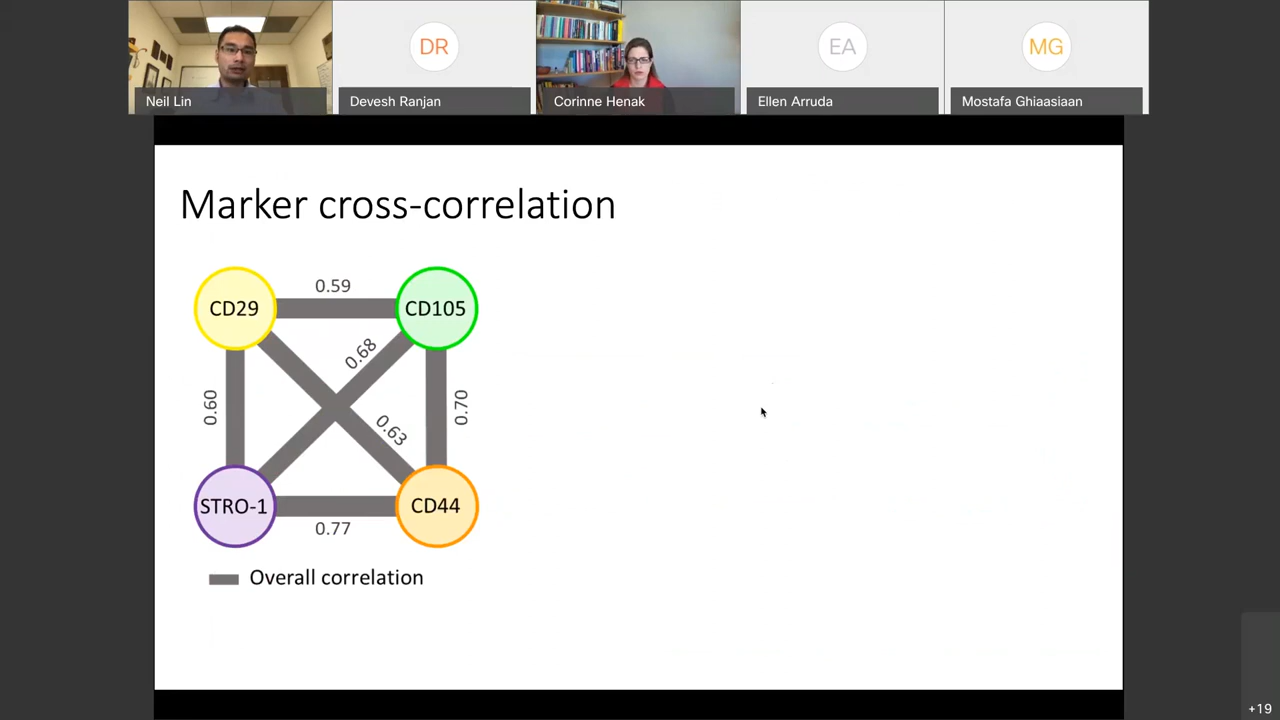 DR
EA
MG
Neil Lin
Devesh Ranjan
Corinne Henak
Ellen Arruda
Mostafa Ghiaasiaan
Marker cross-correlation
0.59
CD29
CD105
0.68
0.60
0.70
0.63
STRO-1
CD44
0.77
Overall correlation
+19